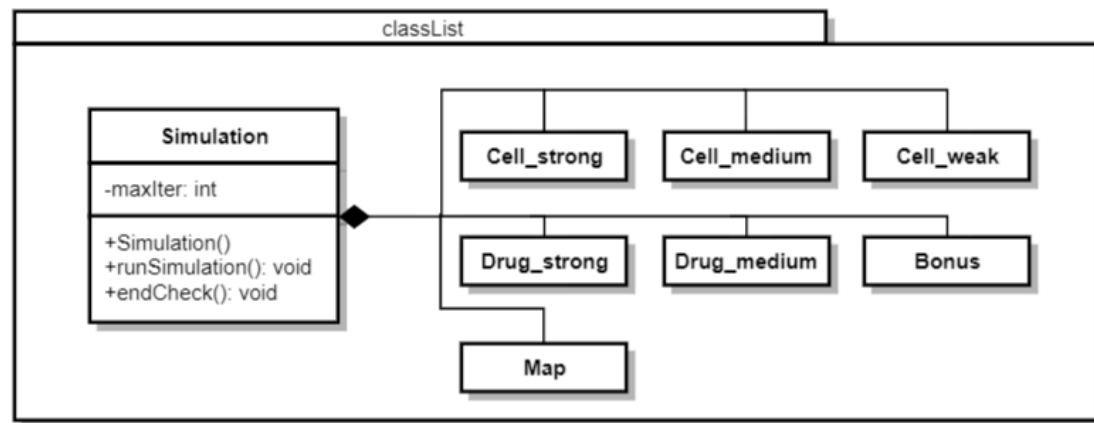 classList
Simulation
-maxIter: int
+Simulation()
+runSimulation(): void
+endCheck(): void
Cell_strong
Cell_medium
Cell_weak
Drug_strong
Drug_medium
Bonus
Map